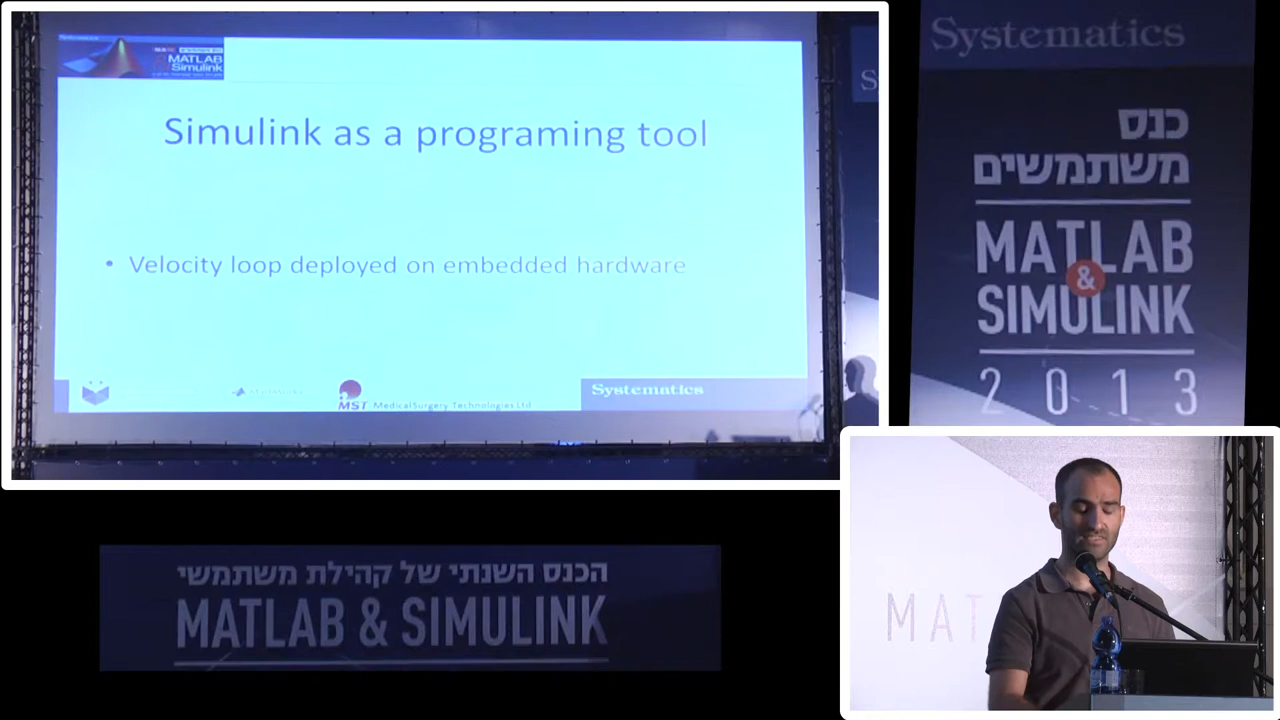 MATLAB
Simulink
Simulink as a programing tool
• Velocity loop deployed on embedded hardware
MathWorks
MST MedicalSurgery Technologies Ltd
Systematics
S
Systematics
כנס
משתמשים
MATLAB
&
SIMULINK
2013
הכנס השנתי של קהילת משתמשי
MATLAB & SIMULINK
MAT